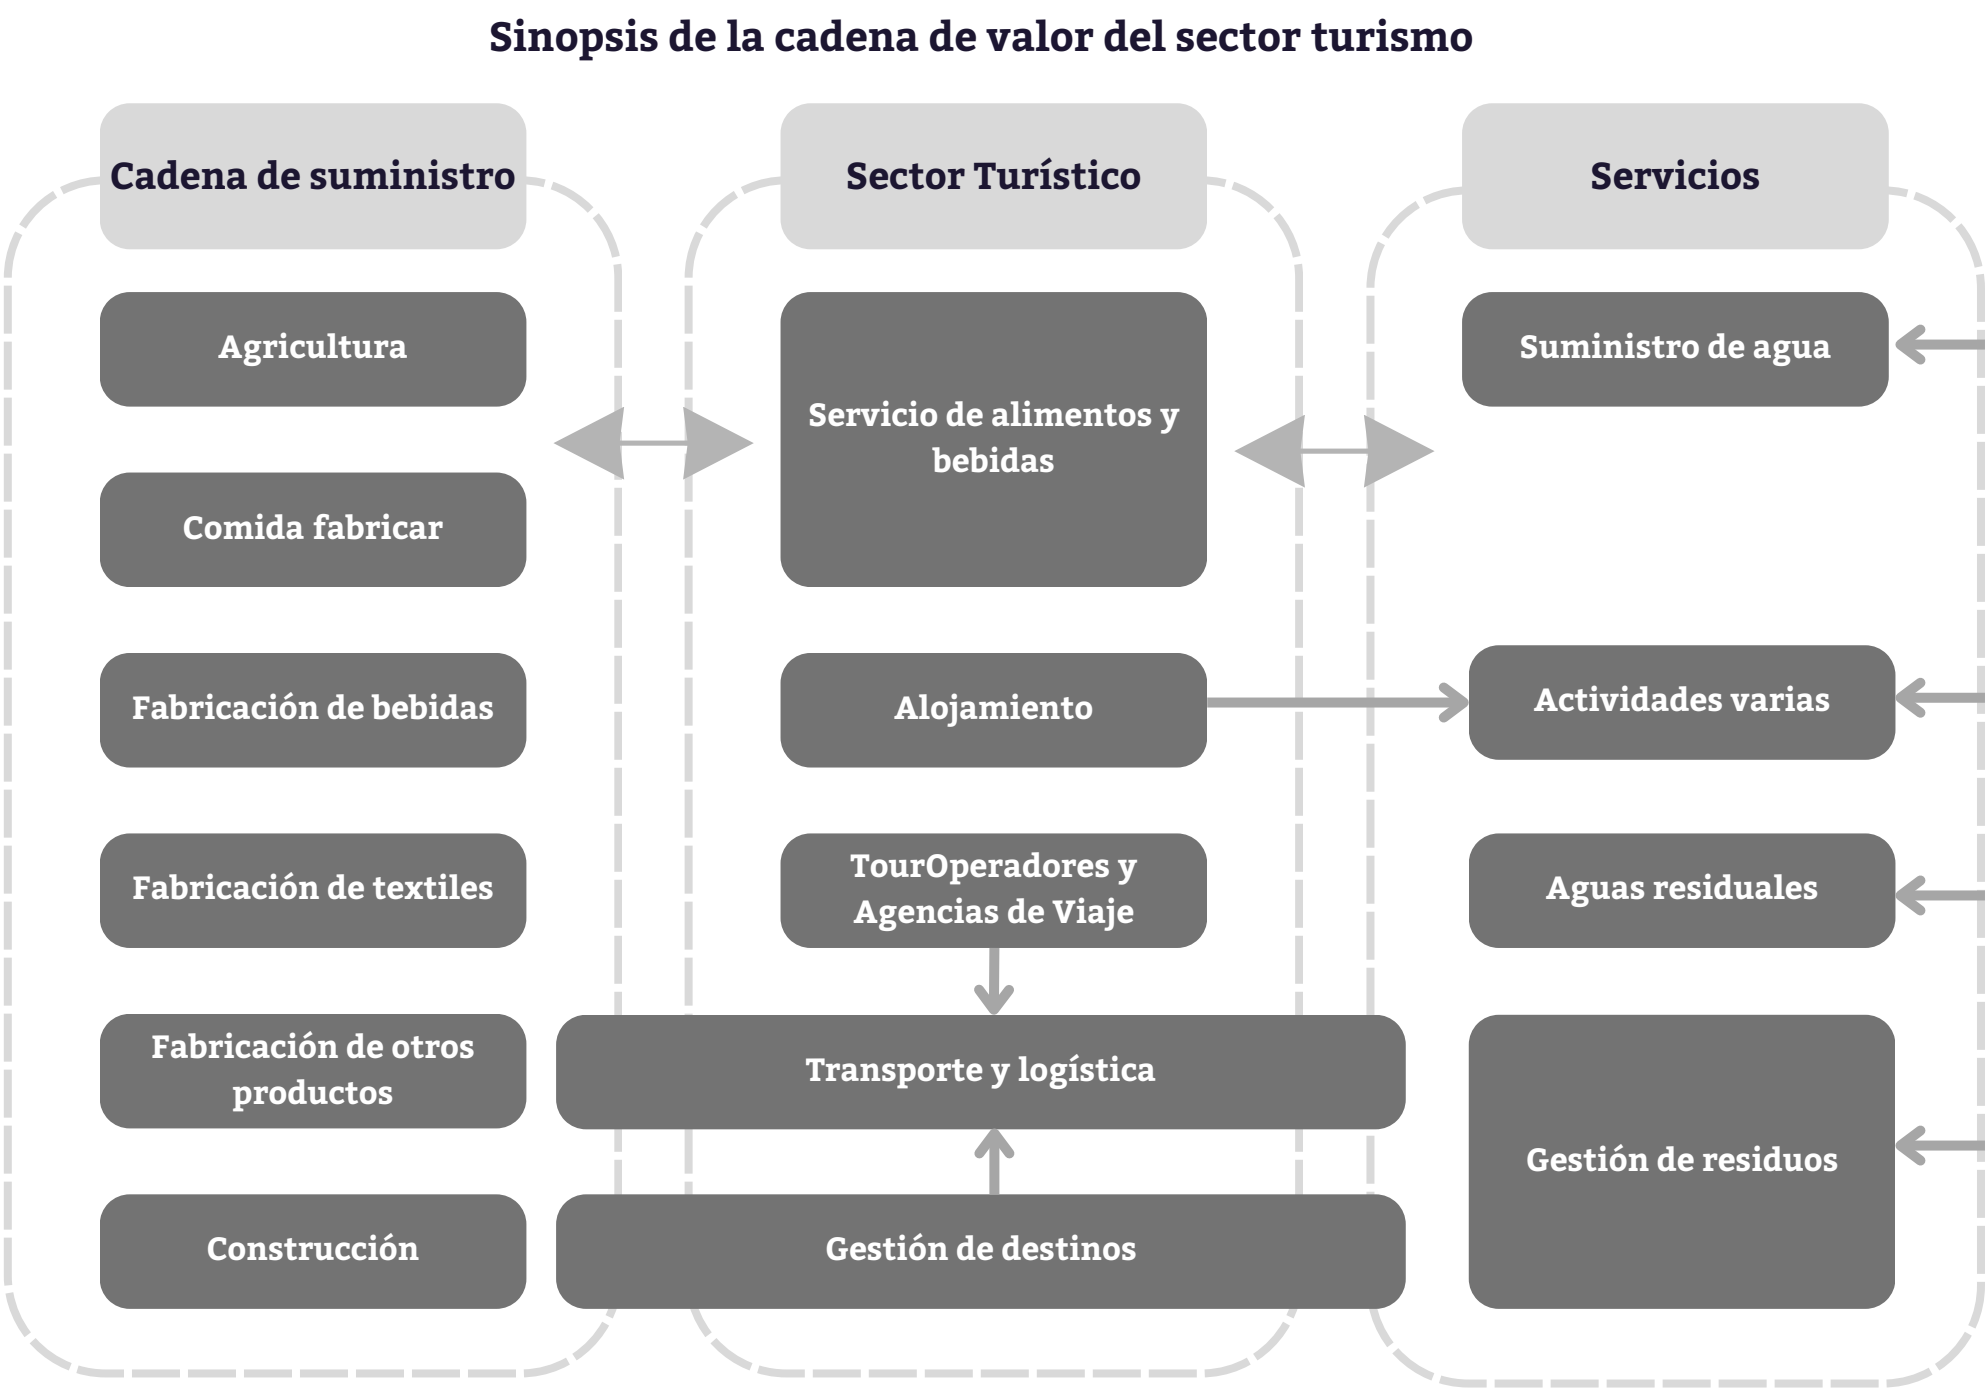 Sinopsis de la cadena de valor del sector turismo
Cadena de suministro
Agricultura
Comida fabricar
Fabricación de bebidas
Fabricación de textiles
Fabricación de otros
productos
Construcción
Sector Turístico
Servicio de alimentos y
bebidas
Alojamiento
TourOperadores y
Agencias de Viaje
Transporte y logística
Gestión de destinos
Servicios
Suministro de agua
Actividades varias
Aguas residuales
Gestión de residuos